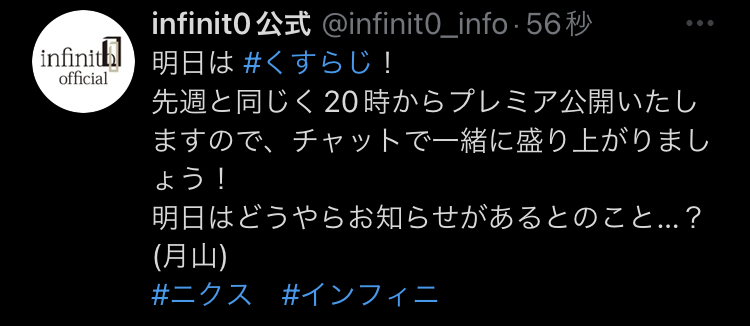 infinit0
official
infinit0 公式 @infinit0_info · 56秒
明日は #くすらじ！
先週と同じく20時からプレミア公開いたし
ますので、チャットで一緒に盛り上がりまし
ょう！
明日はどうやらお知らせがあるとのこと...？
(月山)
#ニクス　#インフィニ